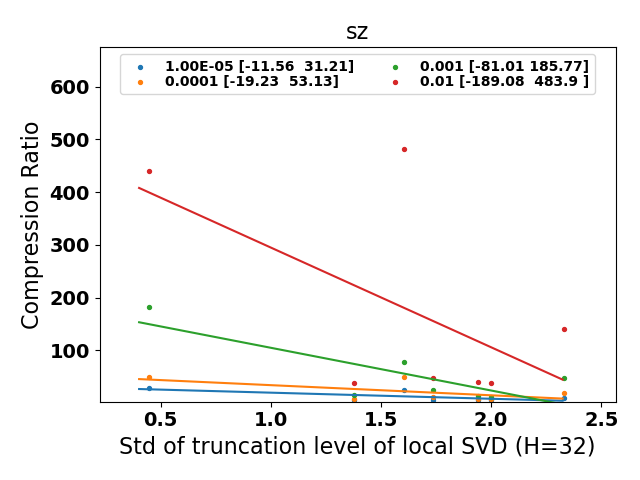 sz
1.00E-05 [-11.56  31.21]
0.0001 [-19.23  53.13]
0.001 [-81.01 185.77]
0.01 [-189.08  483.9 ]
Compression Ratio
600
500
400
300
200
100
0.5 1.0 1.5 2.0 2.5
Std of truncation level of local SVD (H=32)